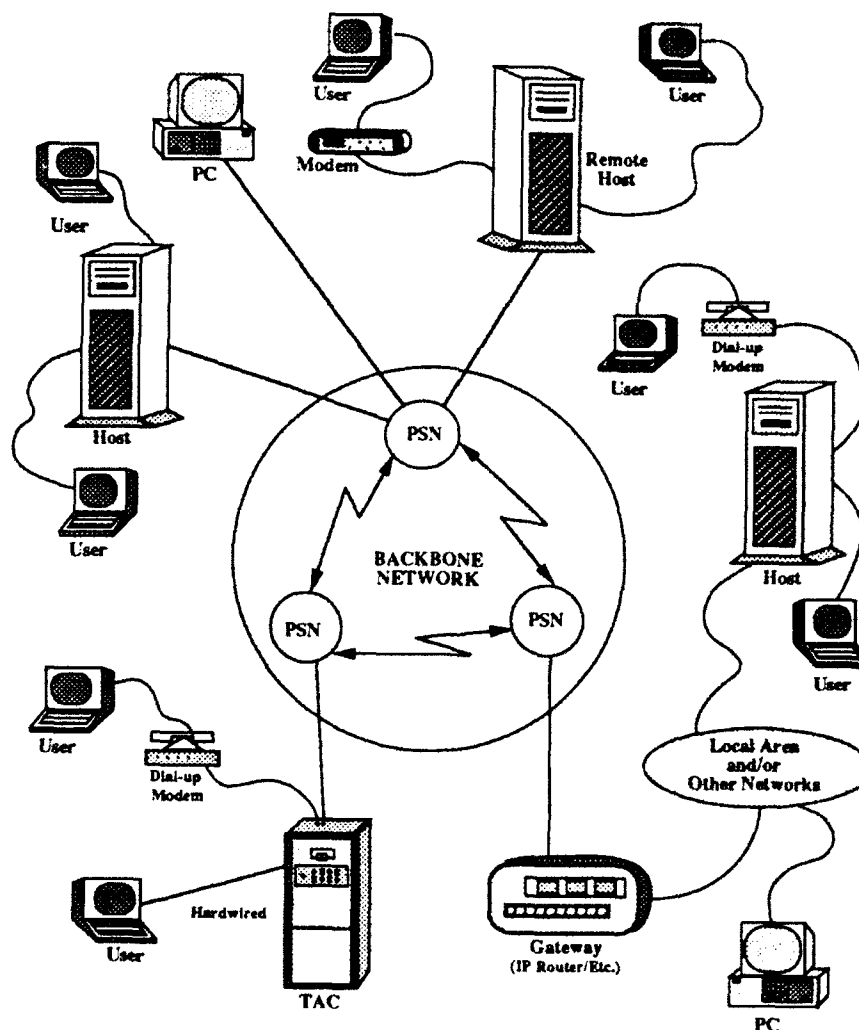 User
User
PC
Modem
Remote
Host
User
User
Dial-up
Modem
Host
PSN
User
BACKBONE
NETWORK
Host
PSN
PSN
User
User
Dial-up
Modem
Local Area
and/or
Other Networks
Hardwired
User
Gateway
(IP Router/Etc.)
TAC
PC